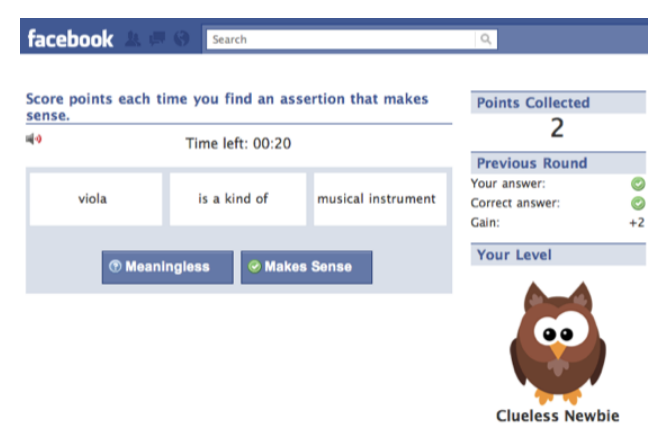 facebook
Search
Score points each time you find an assertion that makes
sense.
Time left: 00:20
viola
is a kind of
musical instrument
Meaningless
Makes Sense
Points Collected
2
Previous Round
Your answer:
Correct answer:
Gain: +2
Your Level
Clueless Newbie